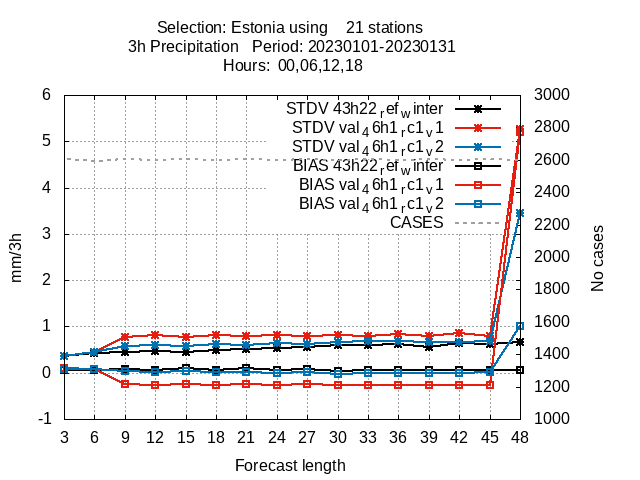 Selection: Estonia using 21 stations
3h Precipitation Period: 20230101-20230131
Hours: 00,06,12,18
STDV 43h22_ref_winter
STDV val_46h1_rc1_v1
STDV val_46h1_rc1_v2
BIAS 43h22_ref_winter
BIAS val_46h1_rc1_v1
BIAS val_46h1_rc1_v2
CASES
6
5
4
3
2
1
0
-1
mm/3h
3000
2800
2600
2400
2200
2000
1800
1600
1400
1200
1000
No cases
3 6 9 12 15 18 21 24 27 30 33 36 39 42 45 48
Forecast length